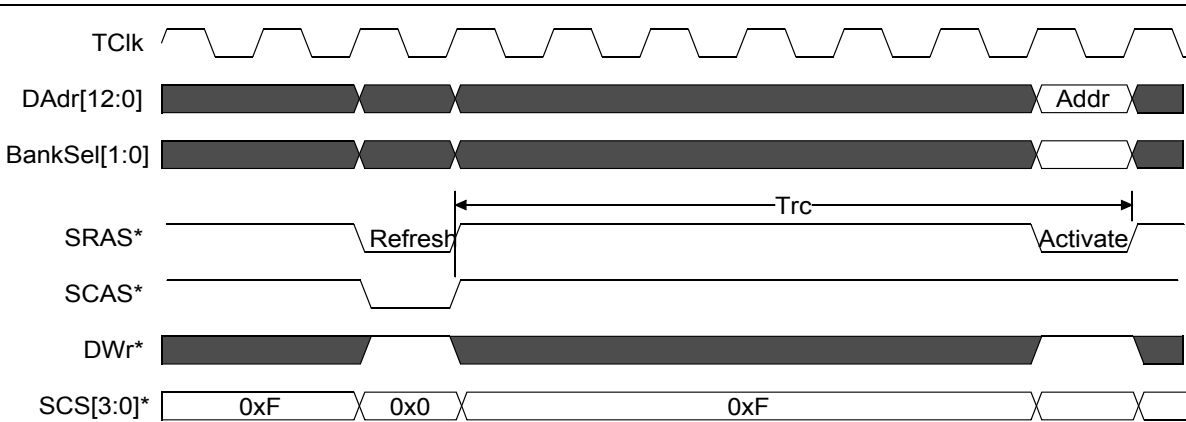 TClk
DAdr[12:0] Addr
BankSel[1:0]
Trc
SRAS* Refresh Activate
SCAS*
DWr*
SCS[3:0]* 0xF 0x0 0xF